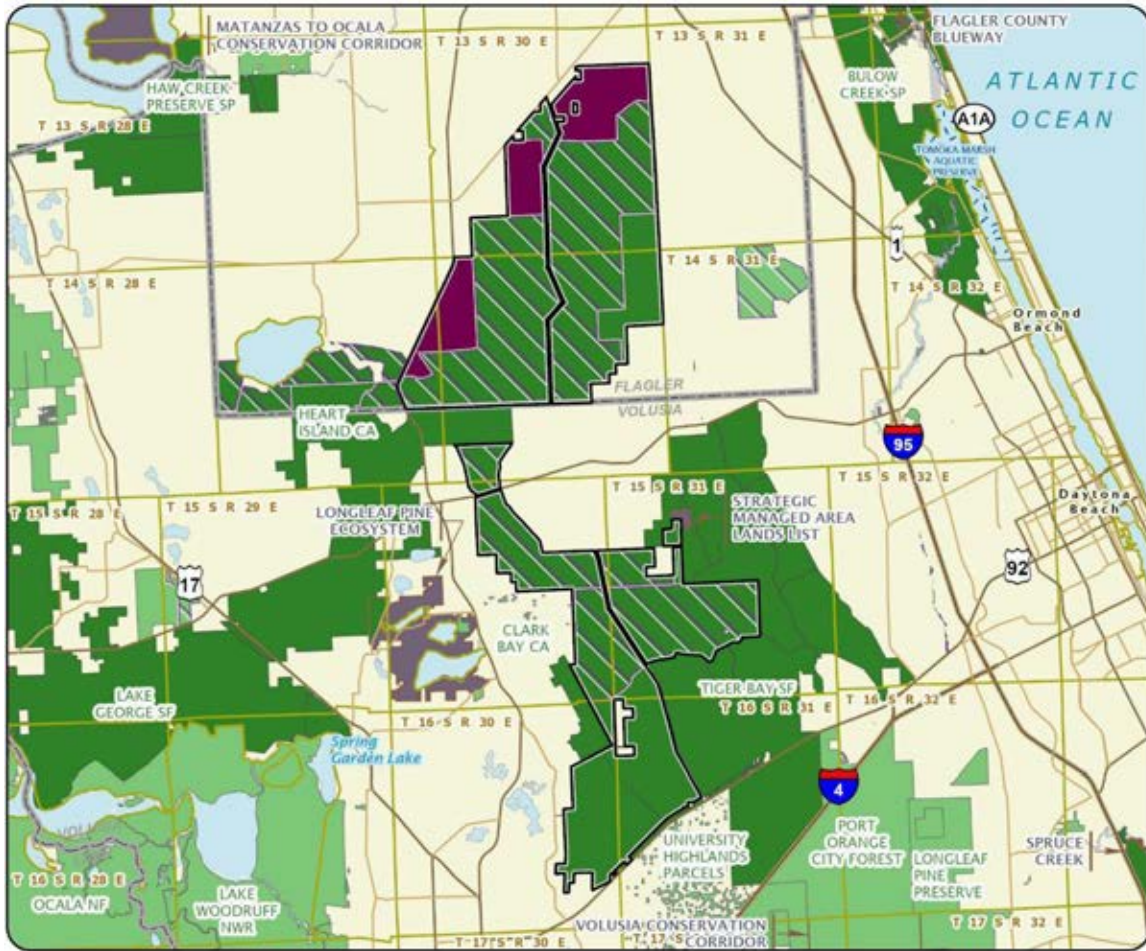 MATANZAS TO OCALA
CONSERVATION CORRIDOR
T 13 S R 30 E
T 13 S R 31 E
FLAGLER COUNTY
BLUEWAY
HAW CREEK
PRESERVE SP
BULOW
CREEK SP
ATLANTIC
OCEAN
A1A
T 13 S R 28 E
TOMOKA MARSH
AQUATIC
PRESERVE
1
T 14 S R 28 E
T 14 S R 31 E
T 14 S R 32 E
Ormond
Beach
FLAGLER
VOLUSIA
HEART
ISLAND CA
95
T 15 S R 32 E
T 15 S R 31 E
T 15 S R 28 E
T 15 S R 29 E
LONGLEAF PINE
ECOSYSTEM
STRATEGIC
MANAGED AREA
LANDS LIST
Daytona
Beach
17
92
CLARK
BAY CA
LAKE
GEORGE SF
TIGER BAY SF
T 16 S R 31 E
T 16 S R 32 E
T 16 S R 30 E
Spring
Garden Lake
4
UNIVERSITY
HIGHLANDS
PARCELS
PORT
ORANGE
CITY FOREST
LONGLEAF
PINE
PRESERVE
SPRUCE
CREEK
T 16 S R 28 E
OCALA NF
LAKE
WOODRUFF
NWR
VOLUSIA CONSERVATION
CORRIDOR
T 17 S R 30 E
T 17 S
T 17 S R 32 E